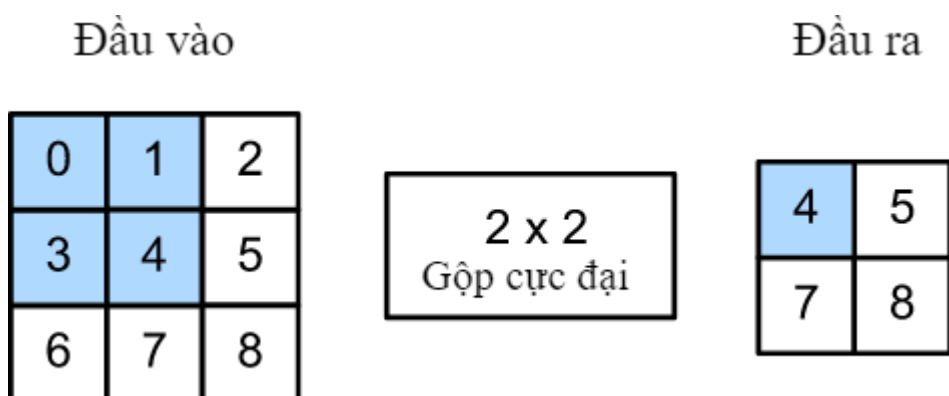 Đầu vào
Đầu ra
0 1 2
3 4 5
6 7 8
2 x 2
Gộp cực đại
4 5
7 8